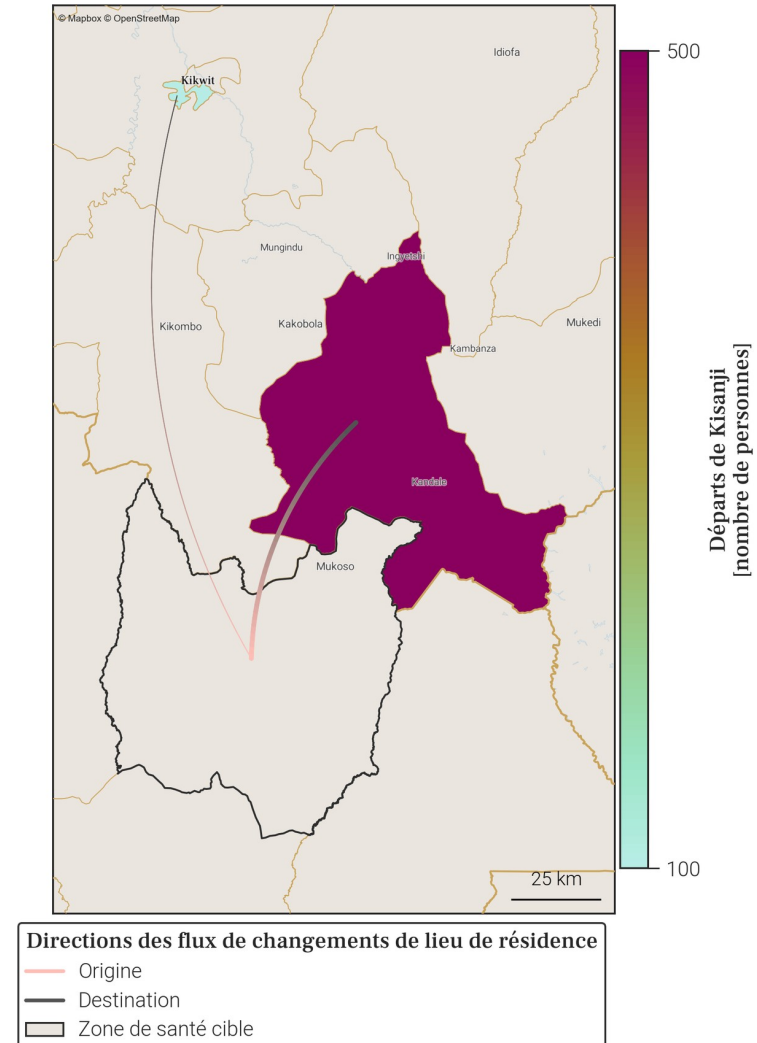 © Mapbox © OpenStreetMap
Idiofa
500
Kikwit
Mungindu
Ingyetshi
Kikombo
Kakobola
Mukedi
Kambanza
Départs de Kisanji
[nombre de personnes]
Kandale
Mukoso
25 km
100
Directions des flux de changements de lieu de résidence
Origine
Destination
Zone de santé cible